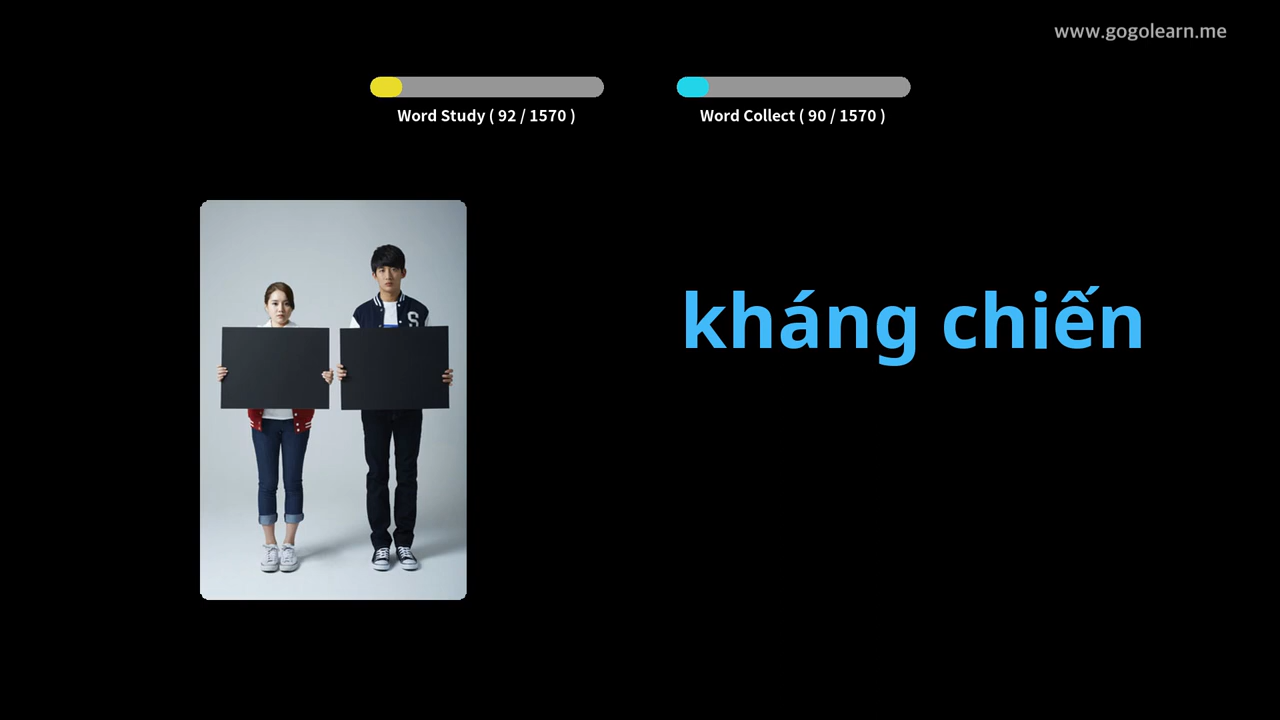 www.gogolearn.me
Word Study ( 92 / 1570 )
Word Collect ( 90 / 1570 )
S
kháng chiến